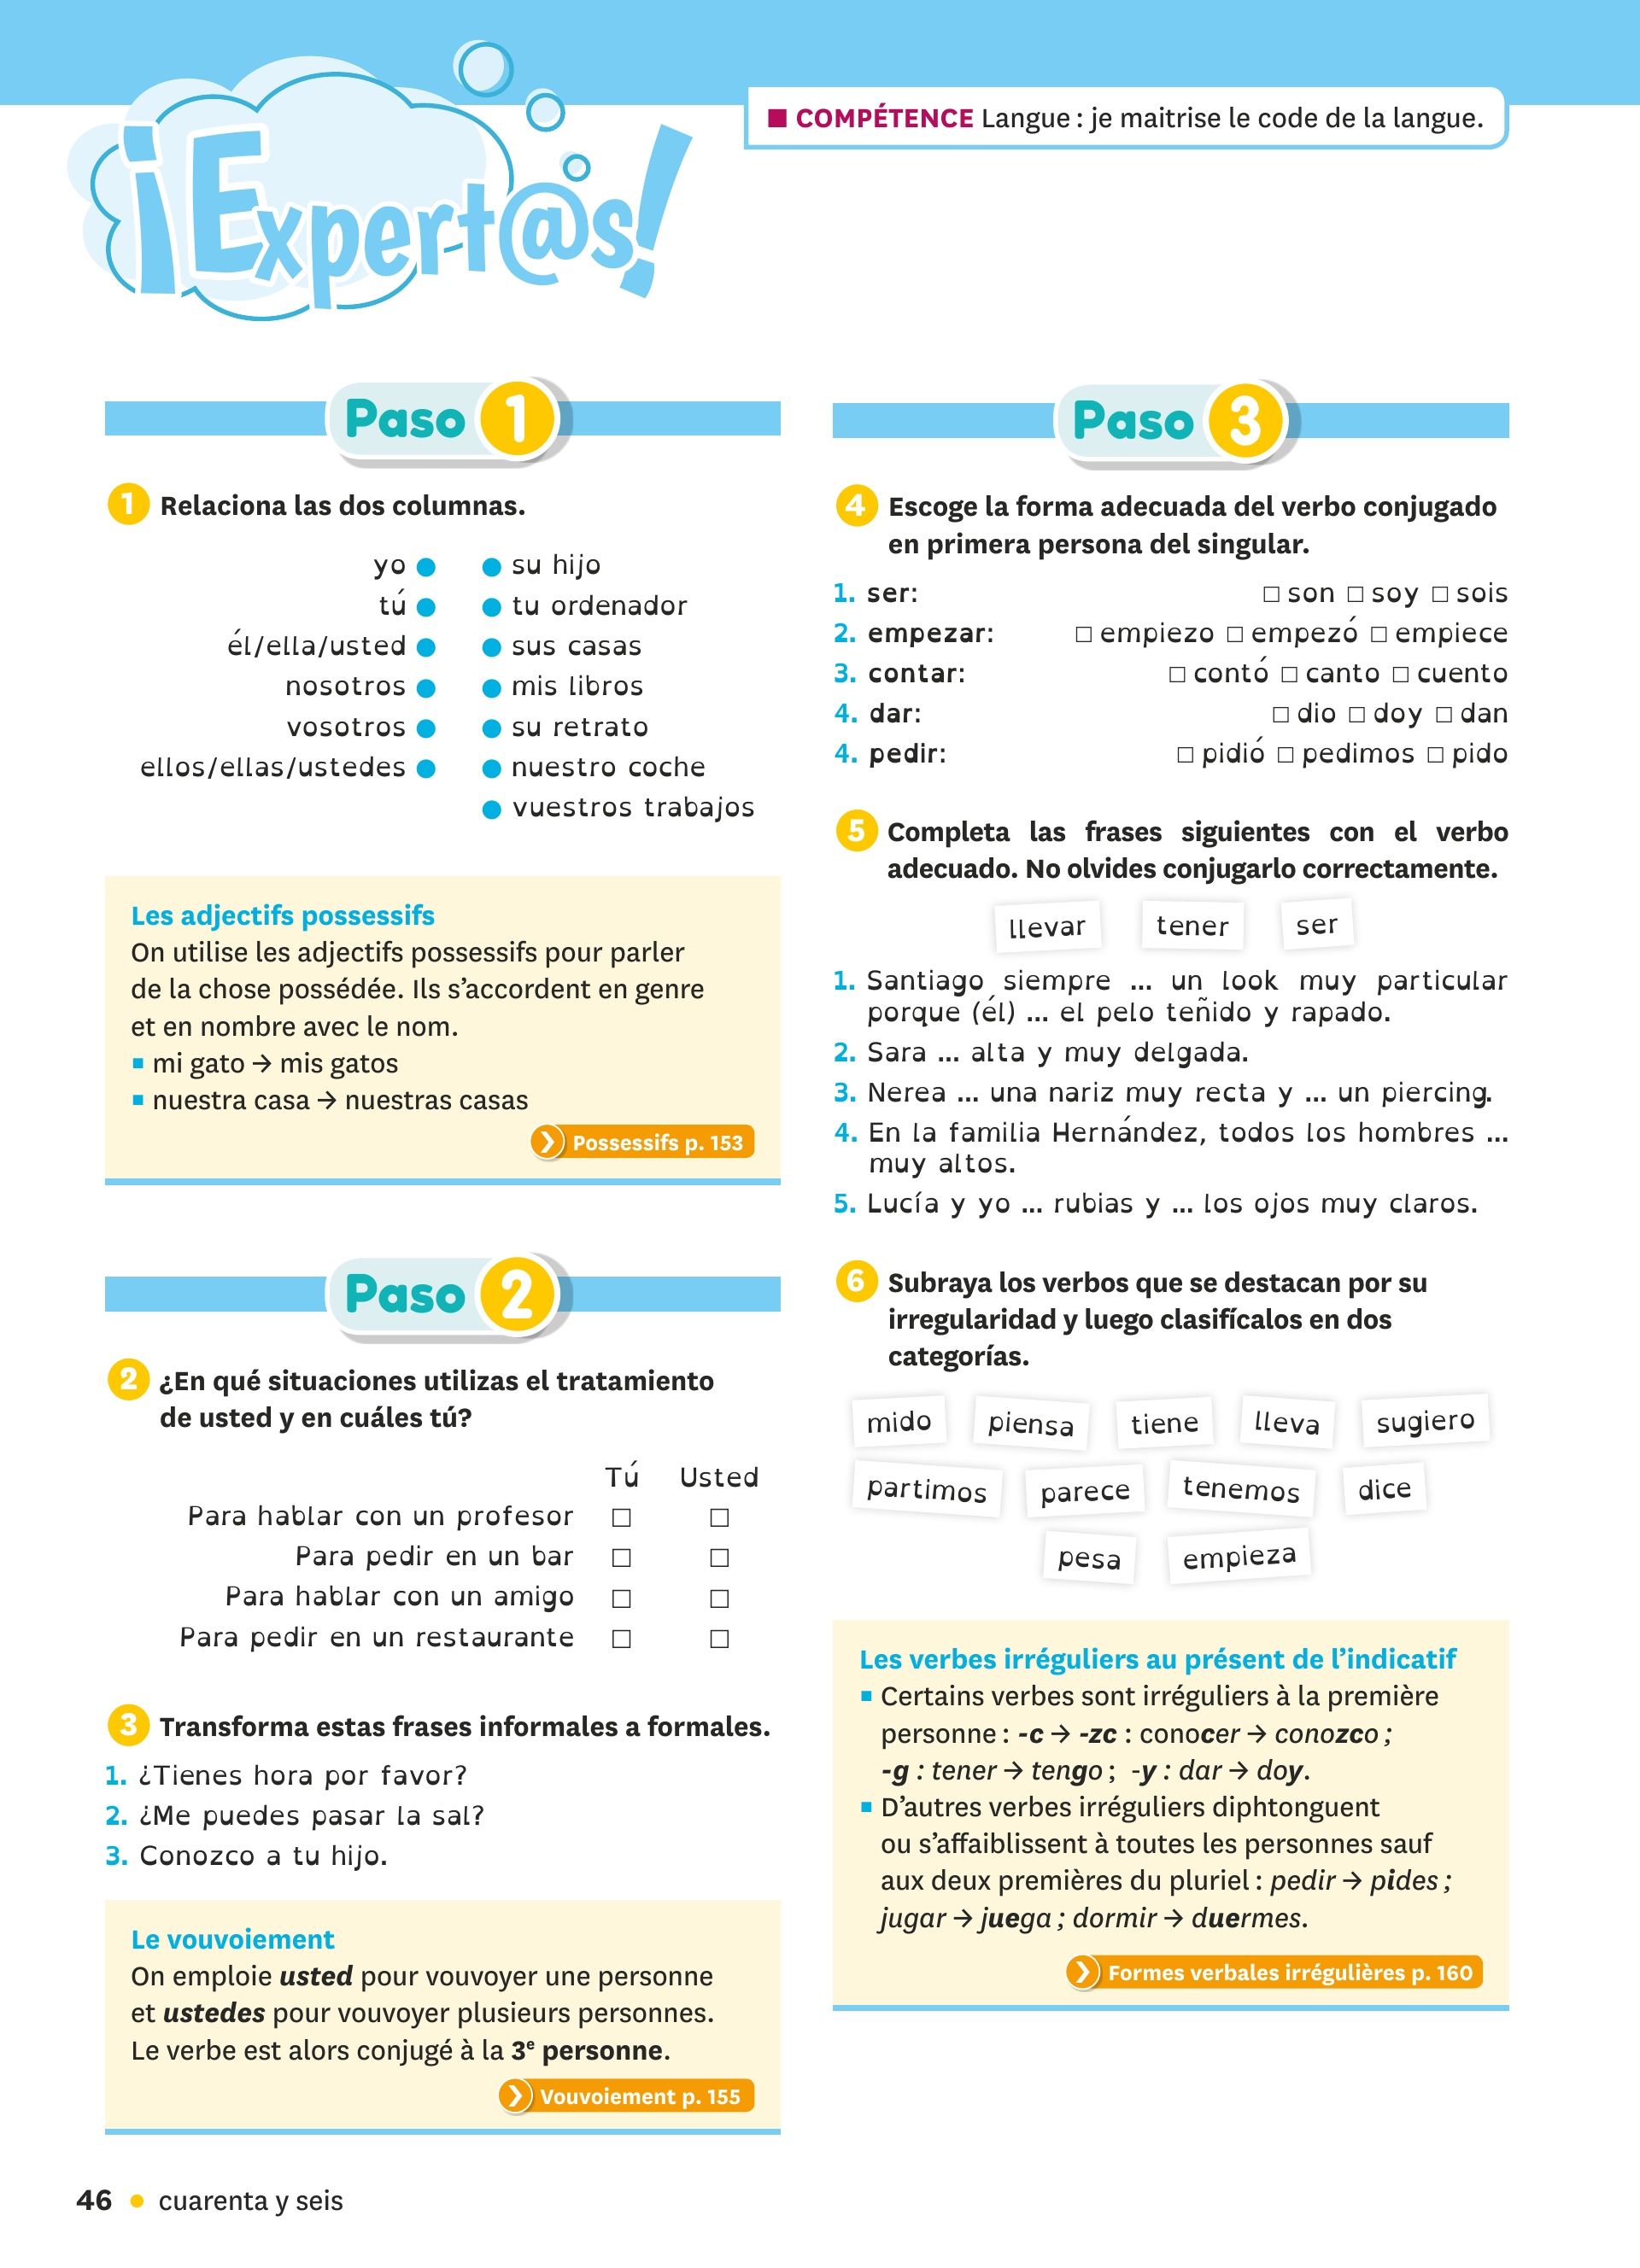 ■ COMPÉTENCE Langue : je maitrise le code de la langue.
¡Expert@s!
Paso 1
1 Relaciona las dos columnas.
yo ● ● su hijo
tú ● ● tu ordenador
él/ella/usted ● ● sus casas
nosotros ● ● mis libros
vosotros ● ● su retrato
ellos/ellas/ustedes ● ● nuestro coche
● vuestros trabajos
Les adjectifs possessifs
On utilise les adjectifs possessifs pour parler
de la chose possédée. Ils s’accordent en genre
et en nombre avec le nom.
▪ mi gato → mis gatos
▪ nuestra casa → nuestras casas
Possessifs p. 153
Paso 2
2 ¿En qué situaciones utilizas el tratamiento
de usted y en cuáles tú?
Tú Usted
Para hablar con un profesor □ □
Para pedir en un bar □ □
Para hablar con un amigo □ □
Para pedir en un restaurante □ □
3 Transforma estas frases informales a formales.
1. ¿Tienes hora por favor?
2. ¿Me puedes pasar la sal?
3. Conozco a tu hijo.
Le vouvoiement
On emploie usted pour vouvoyer une personne
et ustedes pour vouvoyer plusieurs personnes.
Le verbe est alors conjugé à la 3e personne.
Vouvoiement p. 155
Paso 3
4 Escoge la forma adecuada del verbo conjugado
en primera persona del singular.
1. ser: □ son □ soy □ sois
2. empezar: □ empiezo □ empezó □ empiece
3. contar: □ contó □ canto □ cuento
4. dar: □ dio □ doy □ dan
4. pedir: □ pidió □ pedimos □ pido
5 Completa las frases siguientes con el verbo
adecuado. No olvides conjugarlo correctamente.
llevar tener ser
1. Santiago siempre ... un look muy particular
porque (él) ... el pelo teñido y rapado.
2. Sara ... alta y muy delgada.
3. Nerea ... una nariz muy recta y ... un piercing.
4. En la familia Hernández, todos los hombres ...
muy altos.
5. Lucía y yo ... rubias y ... los ojos muy claros.
6 Subraya los verbos que se destacan por su
irregularidad y luego clasifícalos en dos
categorías.
mido piensa tiene lleva sugiero
partimos parece tenemos dice
pesa empieza
Les verbes irréguliers au présent de l’indicatif
▪ Certains verbes sont irréguliers à la première
personne : -c → -zc : conocer → conozco ;
-g : tener → tengo ; -y : dar → doy.
▪ D’autres verbes irréguliers diphtonguent
ou s’affaiblissent à toutes les personnes sauf
aux deux premières du pluriel : pedir → pides ;
jugar → juega ; dormir → duermes.
Formes verbales irrégulières p. 160
46 ● cuarenta y seis